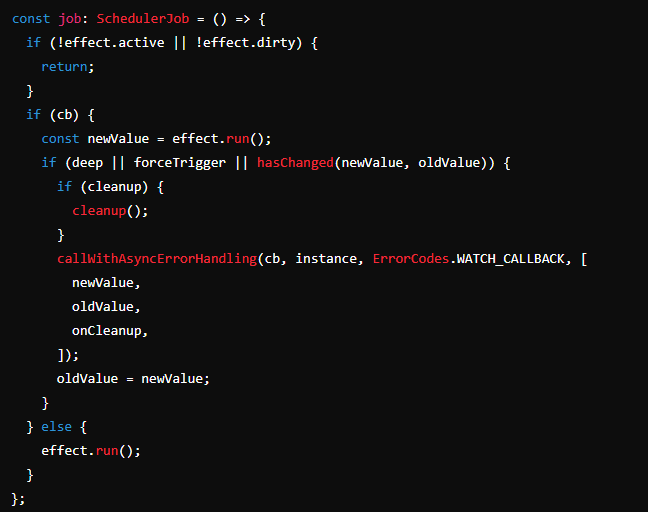 const job: SchedulerJob = () => {
  if (!effect.active || !effect.dirty) {
    return;
  }
  if (cb) {
    const newValue = effect.run();
    if (deep || forceTrigger || hasChanged(newValue, oldValue)) {
      if (cleanup) {
        cleanup();
      }
      callWithAsyncErrorHandling(cb, instance, ErrorCodes.WATCH_CALLBACK, [
        newValue,
        oldValue,
        onCleanup,
      ]);
      oldValue = newValue;
    }
  } else {
    effect.run();
  }
};